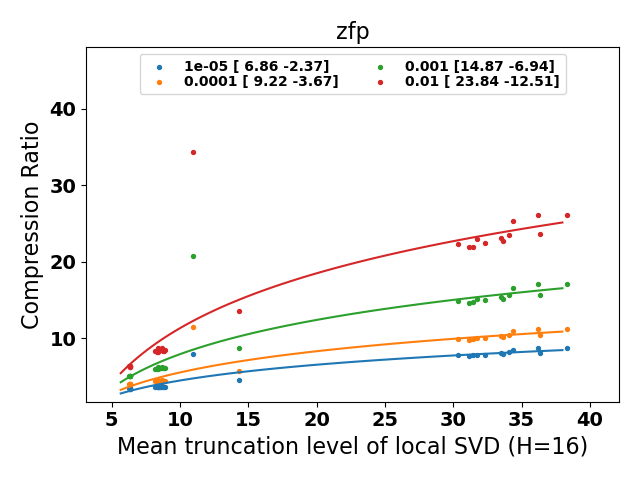 zfp
1e-05 [ 6.86 -2.37]
0.0001 [ 9.22 -3.67]
0.001 [14.87 -6.94]
0.01 [ 23.84 -12.51]
Compression Ratio
40
30
20
10
5 10 15 20 25 30 35 40
Mean truncation level of local SVD (H=16)